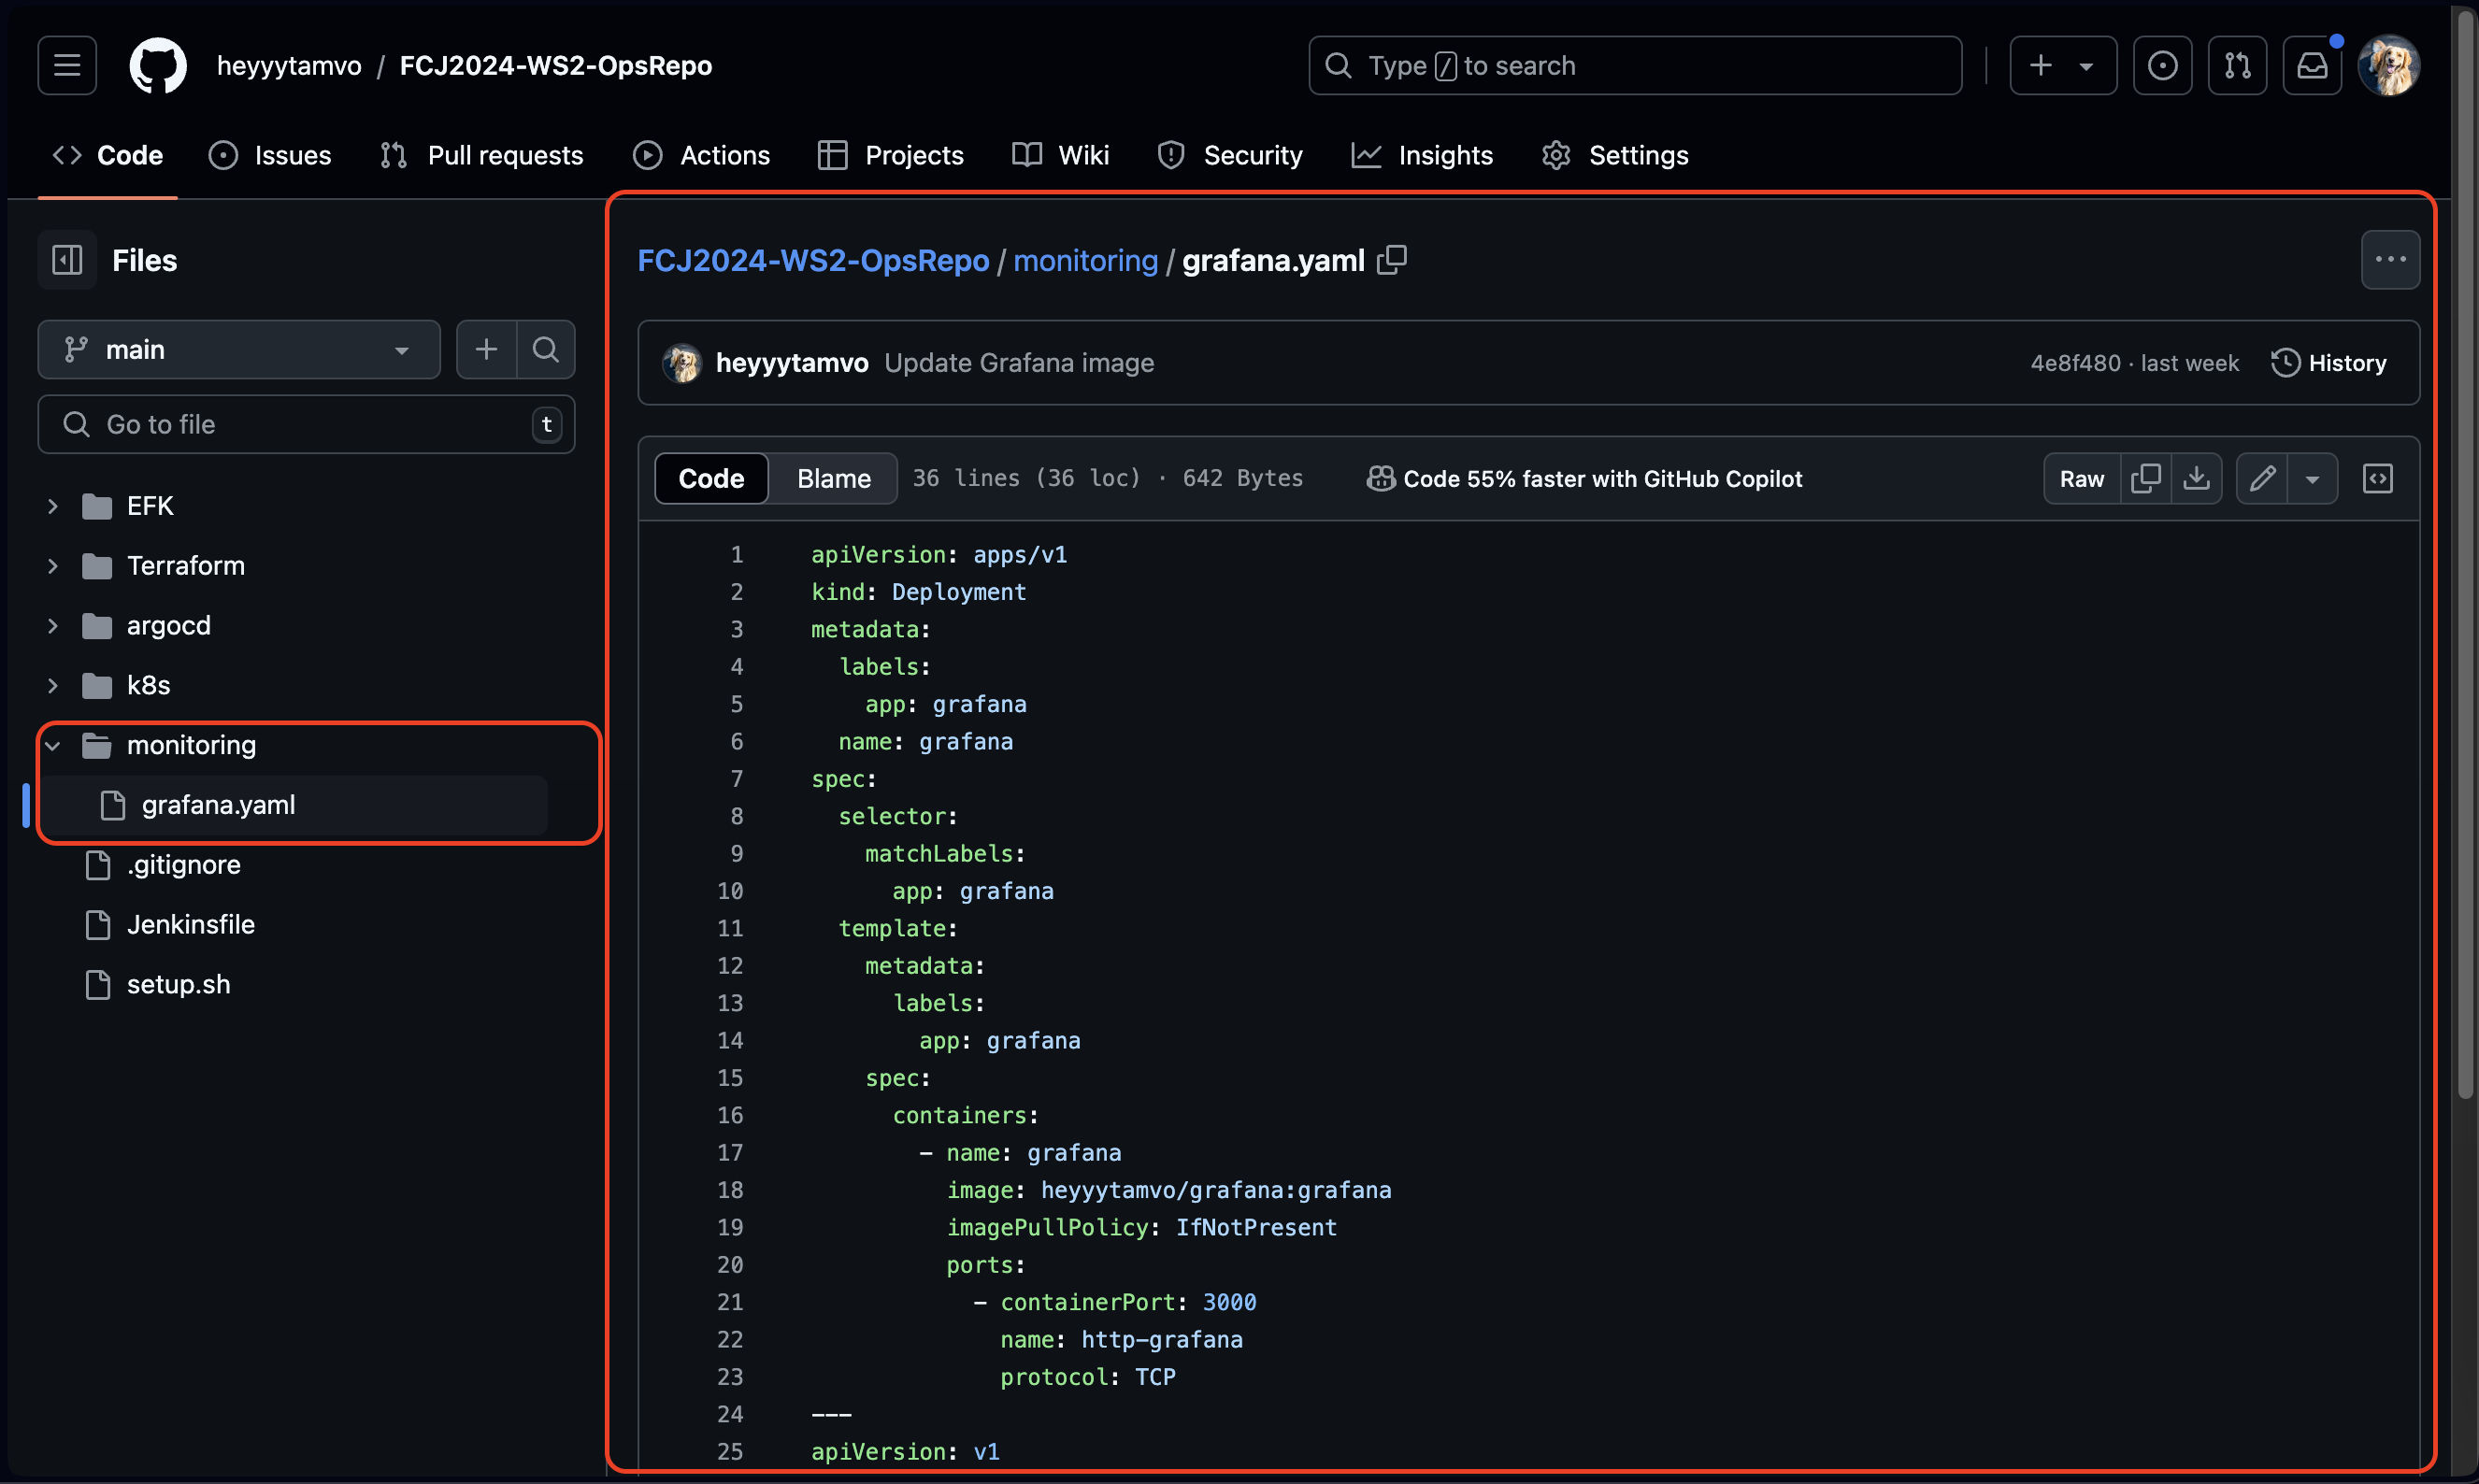 heyyytamvo / FCJ2024-WS2-OpsRepo
Type / to search
Code Issues Pull requests Actions Projects Wiki Security Insights Settings
Files
main
Go to file t
EFK
Terraform
argocd
k8s
monitoring
grafana.yaml
.gitignore
Jenkinsfile
setup.sh
FCJ2024-WS2-OpsRepo / monitoring / grafana.yaml
heyyytamvo Update Grafana image 4e8f480 · last week History
Code Blame 36 lines (36 loc) · 642 Bytes Code 55% faster with GitHub Copilot Raw
1 apiVersion: apps/v1
2 kind: Deployment
3 metadata:
4   labels:
5     app: grafana
6   name: grafana
7 spec:
8   selector:
9     matchLabels:
10       app: grafana
11   template:
12     metadata:
13       labels:
14         app: grafana
15     spec:
16       containers:
17         - name: grafana
18           image: heyyytamvo/grafana:grafana
19           imagePullPolicy: IfNotPresent
20           ports:
21             - containerPort: 3000
22               name: http-grafana
23               protocol: TCP
24 ---
25 apiVersion: v1